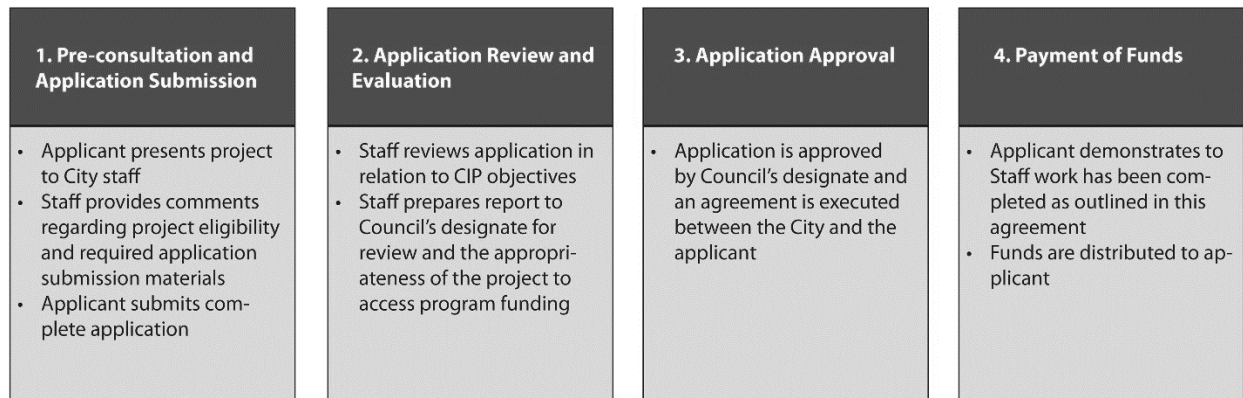 1. Pre-consultation and
Application Submission
• Applicant presents project
to City staff
• Staff provides comments
regarding project eligibility
and required application
submission materials
• Applicant submits com-
plete application
2. Application Review and
Evaluation
• Staff reviews application in
relation to CIP objectives
• Staff prepares report to
Council's designate for
review and the appropri-
ateness of the project to
access program funding
3. Application Approval
• Application is approved
by Council's designate and
an agreement is executed
between the City and the
applicant
4. Payment of Funds
• Applicant demonstrates to
Staff work has been com-
pleted as outlined in this
agreement
• Funds are distributed to ap-
plicant